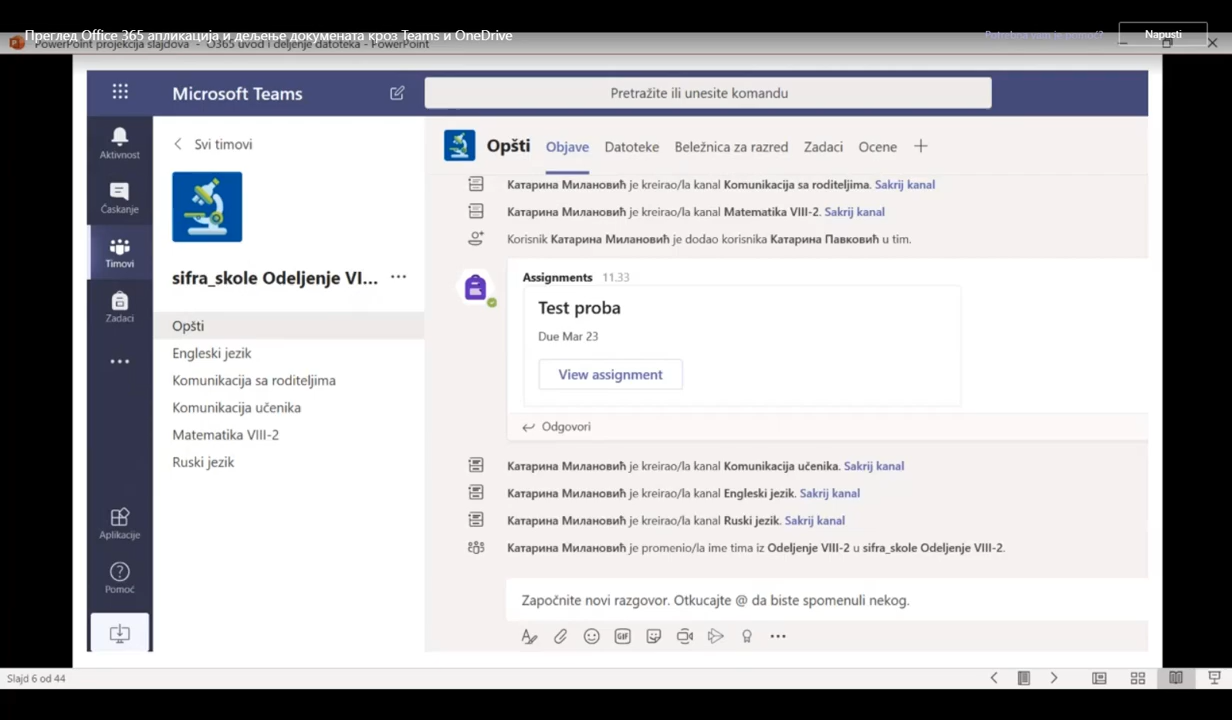 Преглед Office 365 апликација и дељење докумената кроз Teams и OneDrive
PowerPoint projekcija slajdova - O365 uvod i deljenje datoteka - PowerPoint
Potrebna vam je pomoć?
Napusti
Microsoft Teams
Pretražite ili unesite komandu
Aktivnost
Ćaskanje
Timovi
Zadaci
Aplikacije
Pomoć
Svi timovi
sifra_skole Odeljenje VI...
Opšti
Engleski jezik
Komunikacija sa roditeljima
Komunikacija učenika
Matematika VIII-2
Ruski jezik
Opšti Objave Datoteke Beležnica za razred Zadaci Ocene
Катарина Милановић je kreirao/la kanal Komunikacija sa roditeljima. Sakrij kanal
Катарина Милановић je kreirao/la kanal Matematika VIII-2. Sakrij kanal
Korisnik Катарина Милановић je dodao korisnika Катарина Павковић u tim.
Assignments 11.33
Test proba
Due Mar 23
View assignment
Odgovori
Катарина Милановић je kreirao/la kanal Komunikacija učenika. Sakrij kanal
Катарина Милановић je kreirao/la kanal Engleski jezik. Sakrij kanal
Катарина Милановић je kreirao/la kanal Ruski jezik. Sakrij kanal
Катарина Милановић je promenio/la ime tima iz Odeljenje VIII-2 u sifra_skole Odeljenje VIII-2.
Započnite novi razgovor. Otkucajte @ da biste spomenuli nekog.
GIF
Slajd 6 od 44